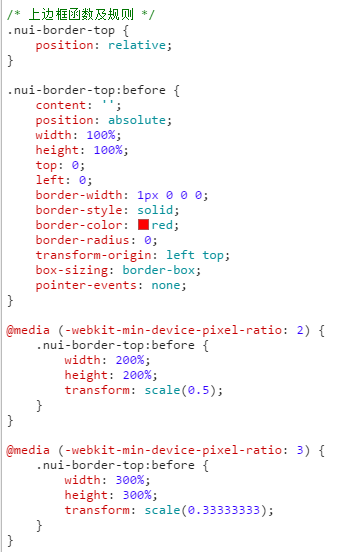 /* 上边框函数及规则 */
.nui-border-top {
    position: relative;
}

.nui-border-top:before {
    content: '';
    position: absolute;
    width: 100%;
    height: 100%;
    top: 0;
    left: 0;
    border-width: 1px 0 0 0;
    border-style: solid;
    border-color: red;
    border-radius: 0;
    transform-origin: left top;
    box-sizing: border-box;
    pointer-events: none;
}

@media (-webkit-min-device-pixel-ratio: 2) {
    .nui-border-top:before {
        width: 200%;
        height: 200%;
        transform: scale(0.5);
    }
}

@media (-webkit-min-device-pixel-ratio: 3) {
    .nui-border-top:before {
        width: 300%;
        height: 300%;
        transform: scale(0.33333333);
    }
}